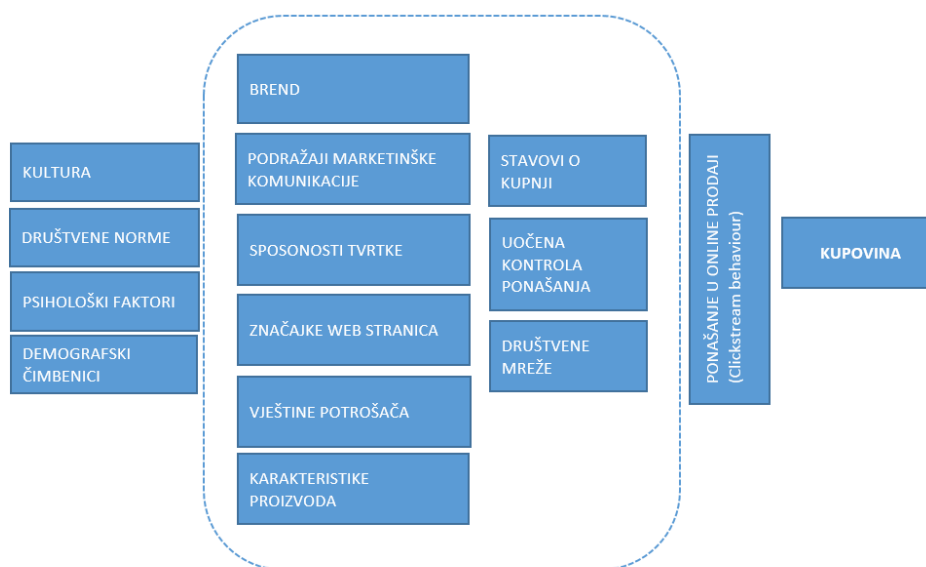 KULTURA
DRUŠTVENE NORME
PSIHOLOŠKI FAKTORI
DEMOGRAFSKI
ČIMBENICI
BREND
PODRAŽAJI MARKETINŠKE
KOMUNIKACIJE
SPOSONOSTI TVRTKE
ZNAČAJKE WEB STRANICA
VJEŠTINE POTROŠAČA
KARAKTERISTIKE
PROIZVODA
STAVOVI O
KUPNJI
UOČENA
KONTROLA
PONAŠANJA
DRUŠTVENE
MREŽE
PONAŠANJE U ONLINE PRODAJI
(Clickstream behaviour)
KUPOVINA